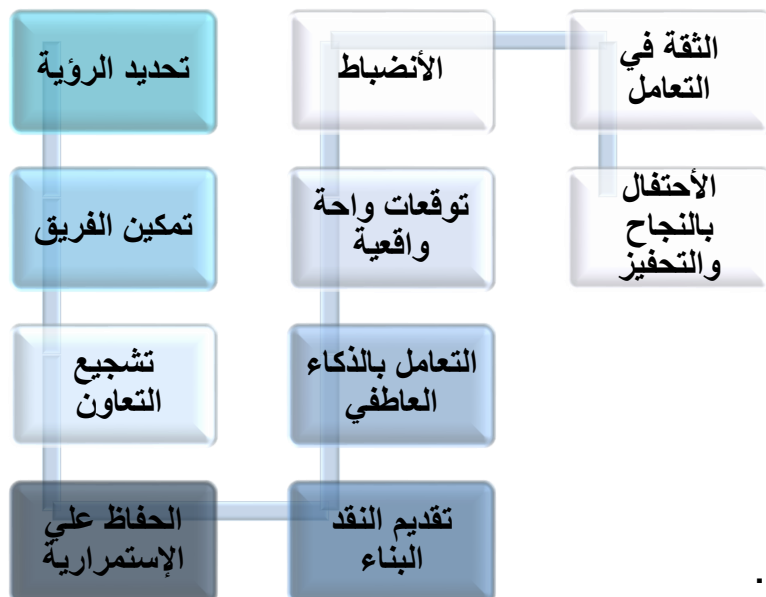 تحديد الرؤية
تمكين الفريق
تشجيع
التعاون
الحفاظ علي
الإستمرارية
تقديم النقد
البناء
التعامل بالذكاء
العاطفي
توقعات واحة
واقعية
الأنضباط
الثقة في
التعامل
الأحتفال
بالنجاح
والتحفيز
.